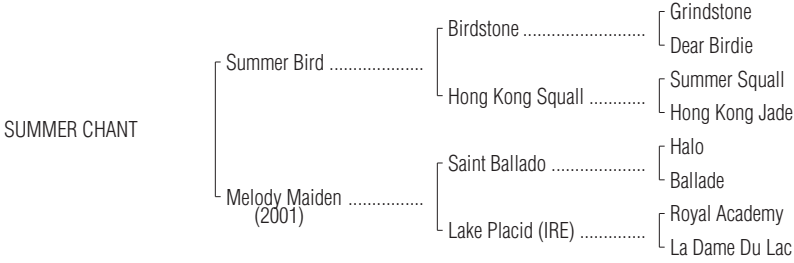 Grindstone
Birdstone ..........................
Dear Birdie
Summer Bird ....................
Summer Squall
Hong Kong Squall ............
Hong Kong Jade
SUMMER CHANT
Halo
Saint Ballado ....................
Ballade
Melody Maiden ................
(2001)
Royal Academy
Lake Placid (IRE) ..............
La Dame Du Lac